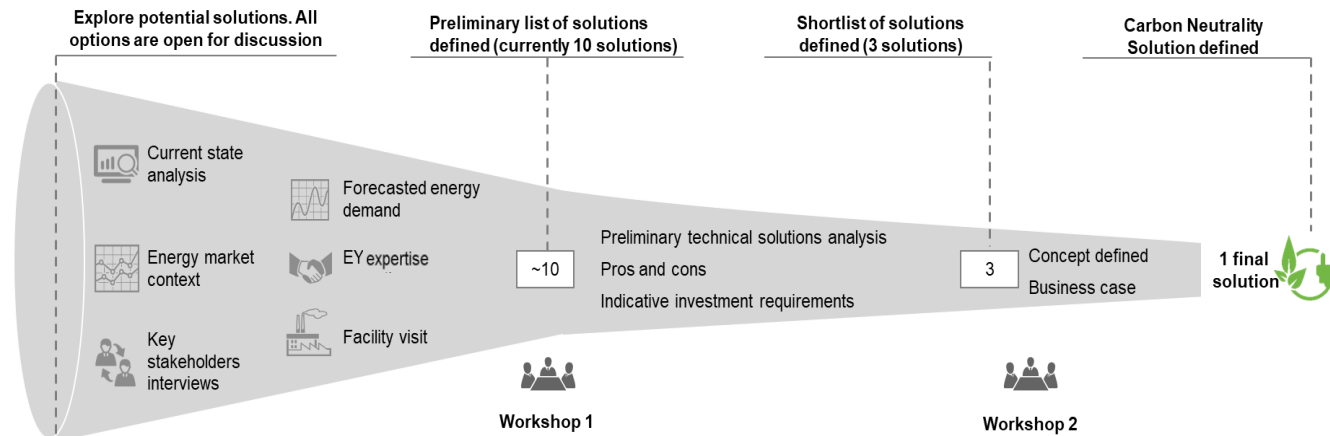 Explore potential solutions. All
options are open for discussion
Preliminary list of solutions
defined (currently 10 solutions)
Shortlist of solutions
defined (3 solutions)
Carbon Neutrality
Solution defined
Current state
analysis
Energy market
context
Key
stakeholders
interviews
Forecasted energy
demand
EY expertise
Facility visit
~10
Preliminary technical solutions analysis
Pros and cons
Indicative investment requirements
3
Concept defined
Business case
1 final
solution
Workshop 1
Workshop 2